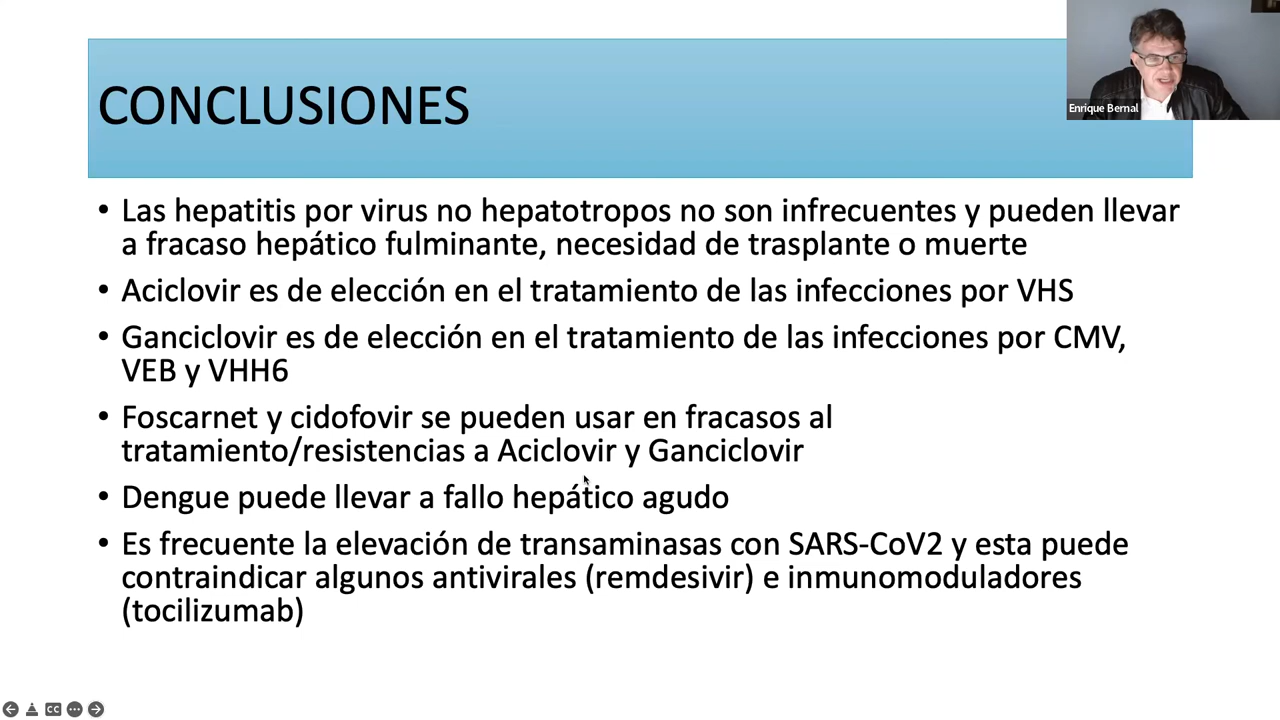 CONCLUSIONES
Enrique Bernal
• Las hepatitis por virus no hepatotropos no son infrecuentes y pueden llevar
a fracaso hepático fulminante, necesidad de trasplante o muerte
• Aciclovir es de elección en el tratamiento de las infecciones por VHS
• Ganciclovir es de elección en el tratamiento de las infecciones por CMV,
VEB y VHH6
• Foscarnet y cidofovir se pueden usar en fracasos al
tratamiento/resistencias a Aciclovir y Ganciclovir
• Dengue puede llevar a fallo hepático agudo
• Es frecuente la elevación de transaminasas con SARS-CoV2 y esta puede
contraindicar algunos antivirales (remdesivir) e inmunomoduladores
(tocilizumab)
CC